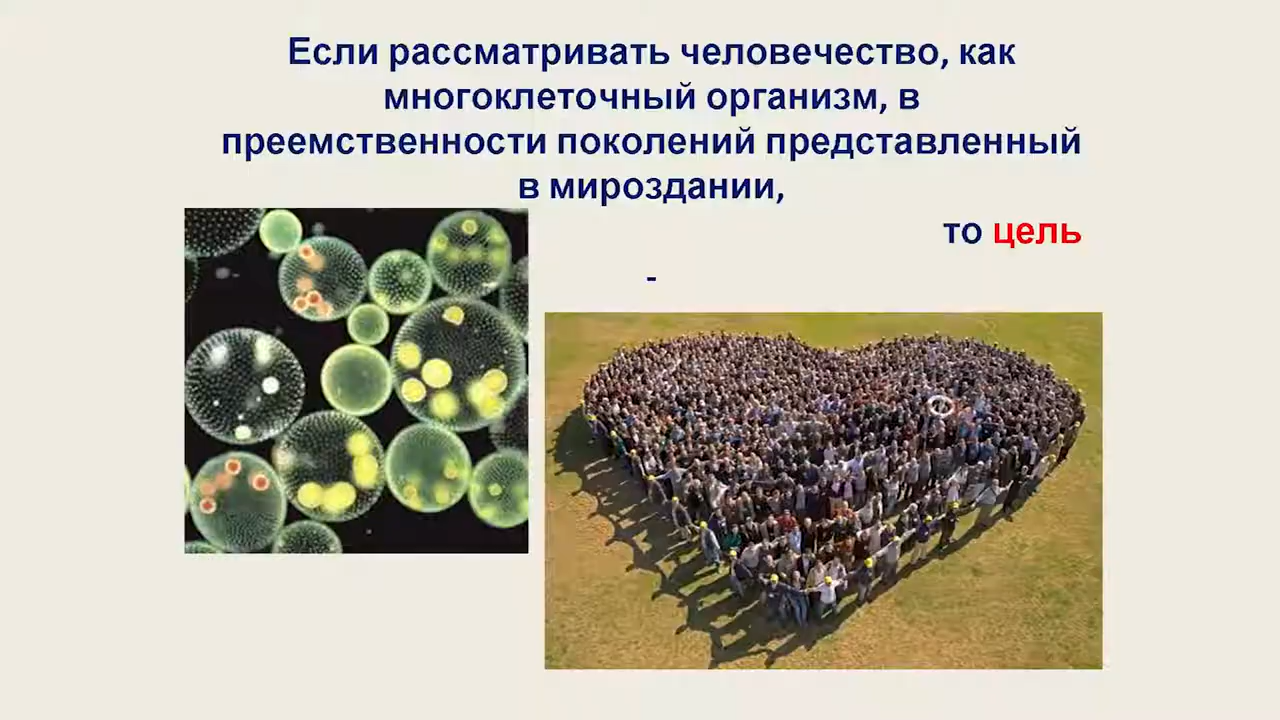 Если рассматривать человечество, как
многоклеточный организм, в
преемственности поколений представленный
в мироздании,
то цель
-